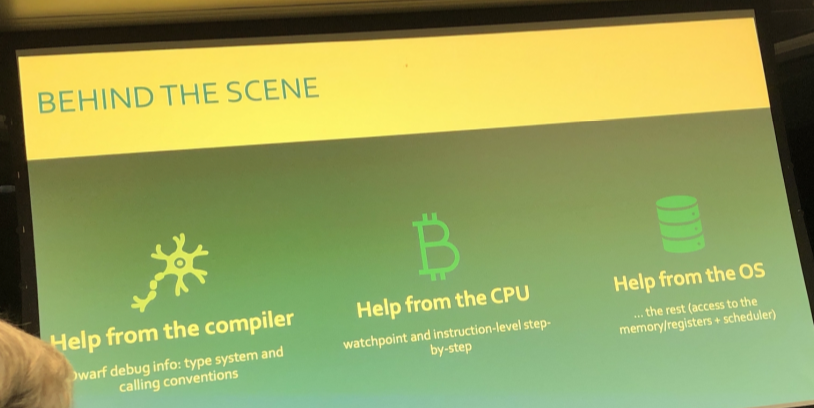 BEHIND THE SCENE
Help from the compiler
warf debug info: type system and
calling conventions
Help from the CPU
watchpoint and instruction-level step-
by-step
Help from the OS
... the rest (access to the
memory/registers + scheduler)